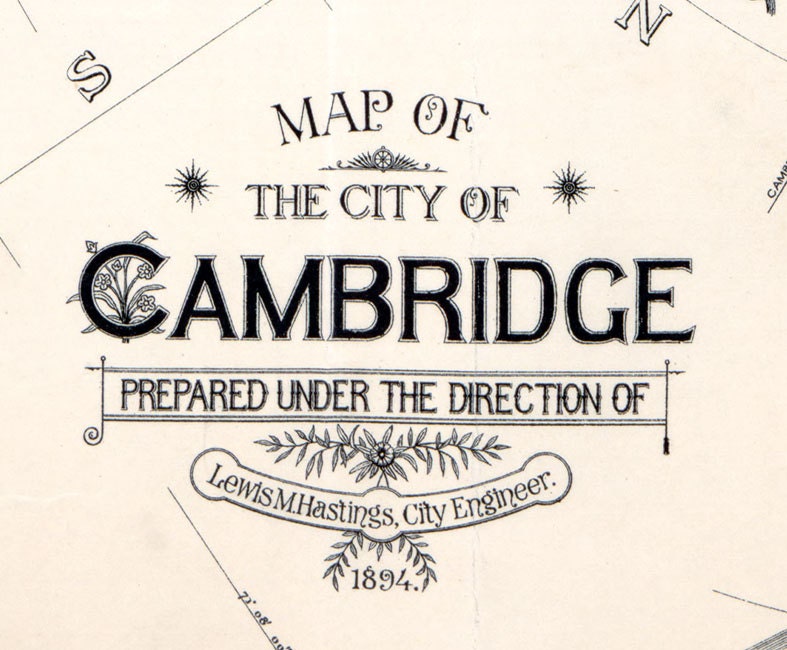 S
N
MAP OF
THE CITY OF
CAMBRIDGE
PREPARED UNDER THE DIRECTION OF
Lewis M. Hastings, City Engineer.
1894.